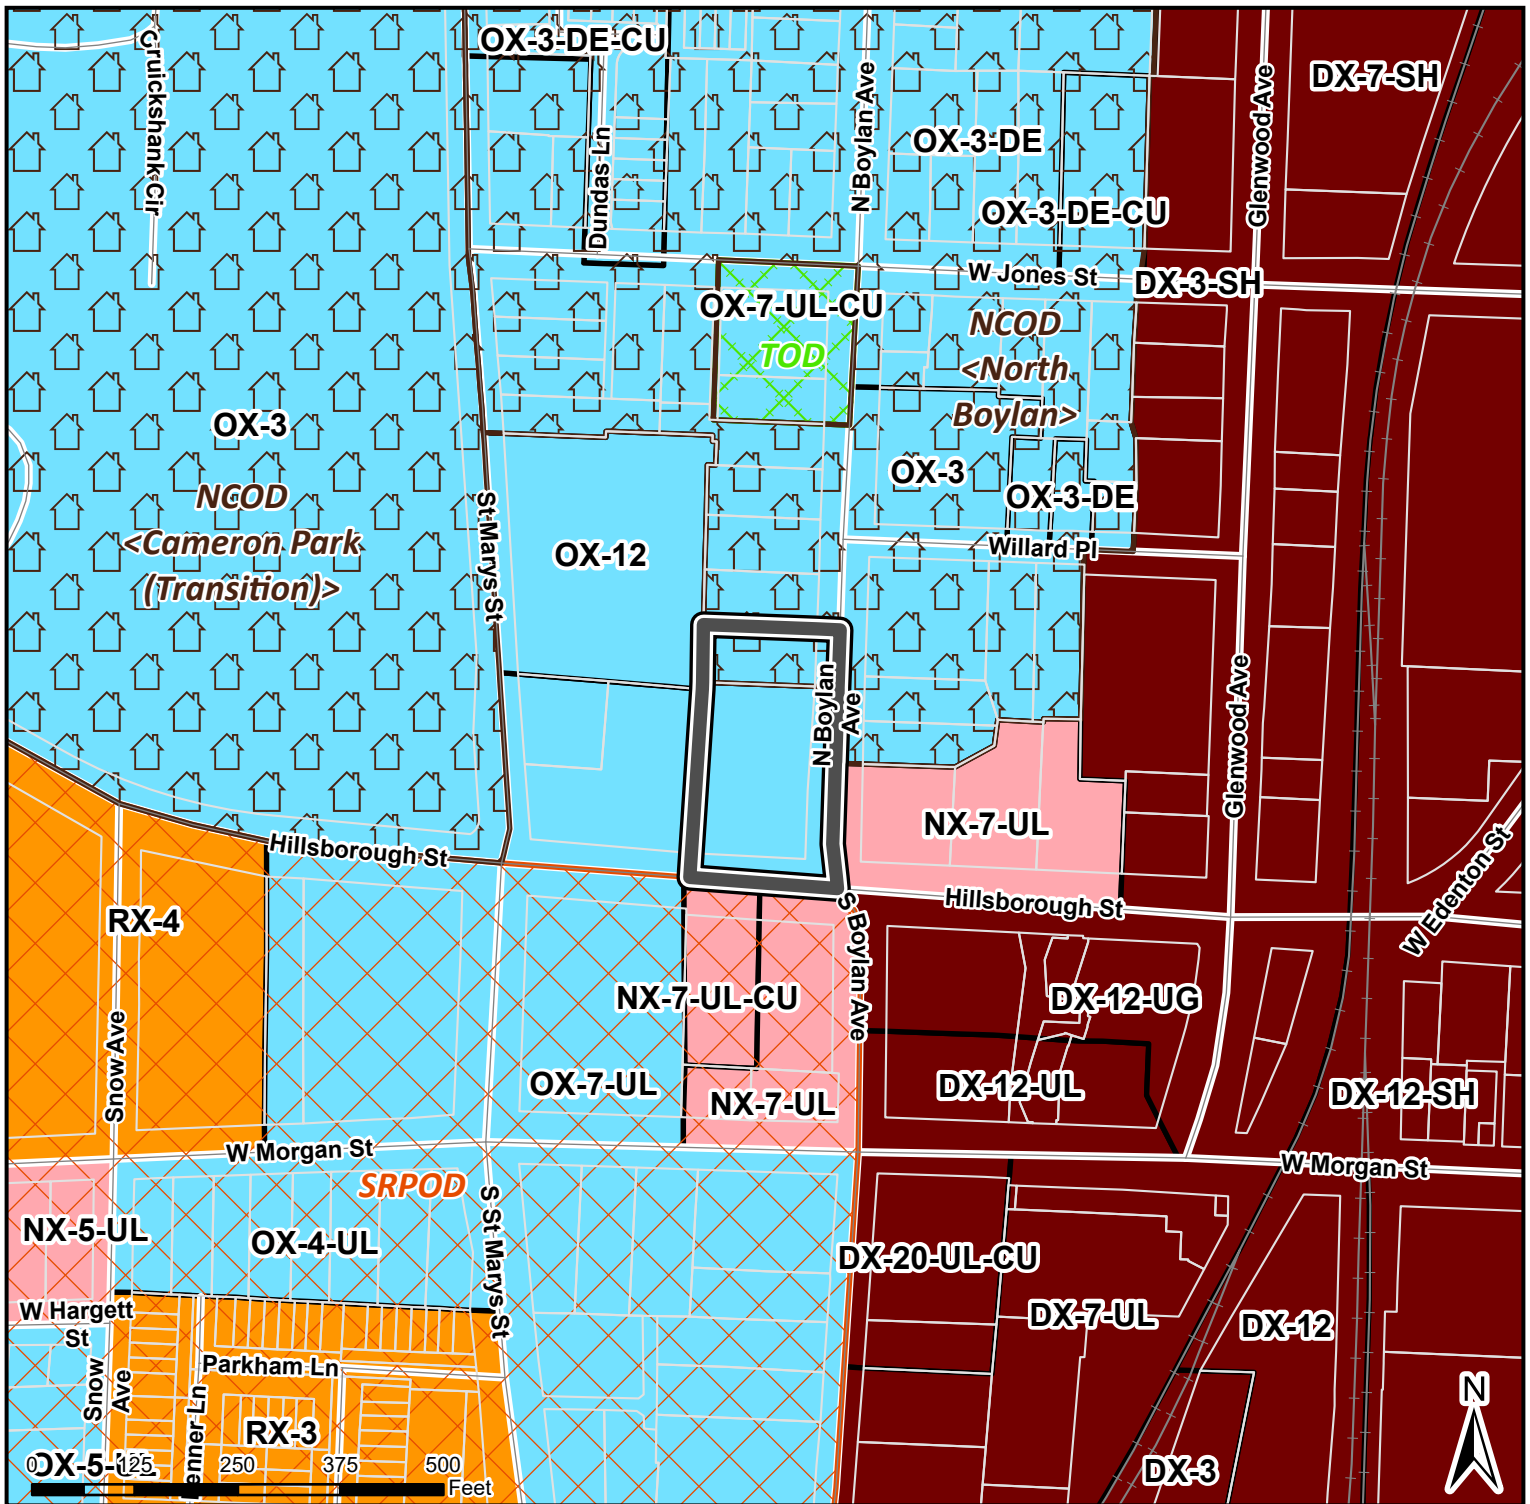 OX-3-DE-CU
DX-7-SH
Cruickshank Cir
Dundas Ln
N Boylan Ave
Glenwood Ave
OX-3-DE
OX-3-DE-CU
W Jones St
DX-3-SH
OX-7-UL-CU
TOD
NCOD
<North
Boylan>
OX-3
NCOD
<Cameron Park
(Transition)>
St Marys St
OX-12
OX-3
OX-3-DE
Willard Pl
N Boylan
Ave
Glenwood Ave
NX-7-UL
Hillsborough St
Hillsborough St
W Edenton St
RX-4
S Boylan Ave
NX-7-UL-CU
DX-12-UG
Snow Ave
OX-7-UL
NX-7-UL
DX-12-UL
DX-12-SH
W Morgan St
W Morgan St
SRPOD
NX-5-UL
OX-4-UL
S St Marys St
DX-20-UL-CU
W Hargett
St
DX-7-UL
DX-12
Snow
Ave
Parkham Ln
RX-3
DX-3
N
0 125 250 375 500
Feet